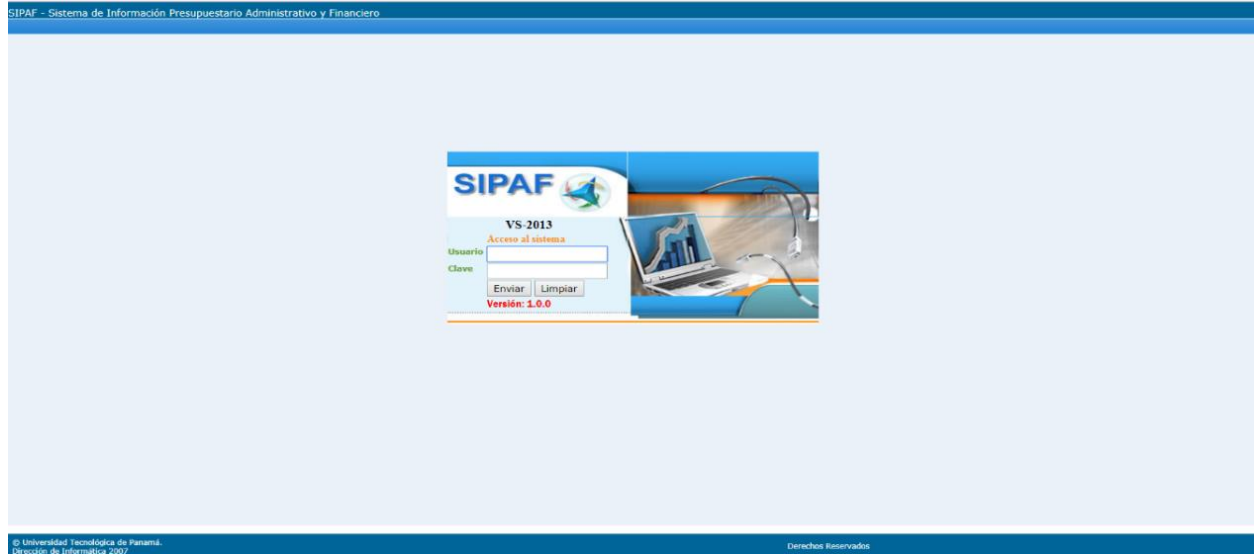 SIPAF - Sistema de Información Presupuestario Administrativo y Financiero
SIPAF
VS-2013
Acceso al sistema
Usuario
Clave
Enviar Limpiar
Versión: 1.0.0
© Universidad Tecnológica de Panamá.
Dirección de Informática 2007
Derechos Reservados